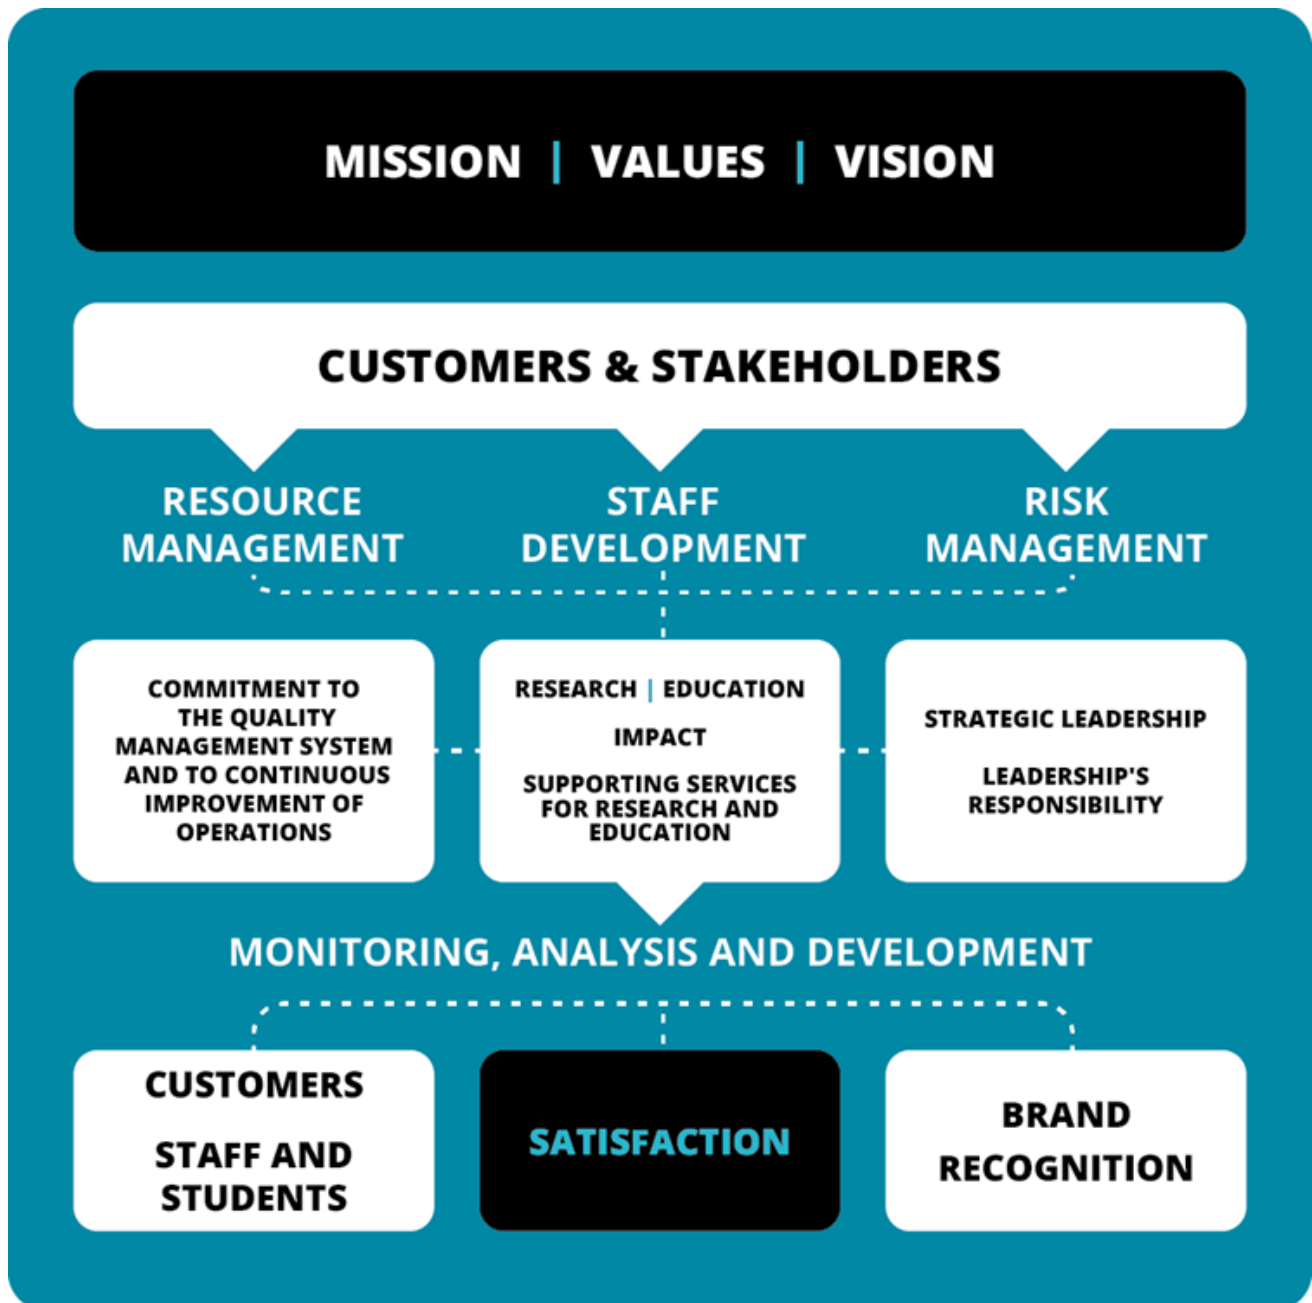 MISSION | VALUES | VISION
CUSTOMERS & STAKEHOLDERS
RESOURCE
MANAGEMENT
STAFF
DEVELOPMENT
RISK
MANAGEMENT
COMMITMENT TO
THE QUALITY
MANAGEMENT SYSTEM
AND TO CONTINUOUS
IMPROVEMENT OF
OPERATIONS
RESEARCH | EDUCATION
IMPACT
SUPPORTING SERVICES
FOR RESEARCH AND
EDUCATION
STRATEGIC LEADERSHIP
LEADERSHIP'S
RESPONSIBILITY
MONITORING, ANALYSIS AND DEVELOPMENT
CUSTOMERS
STAFF AND
STUDENTS
SATISFACTION
BRAND
RECOGNITION